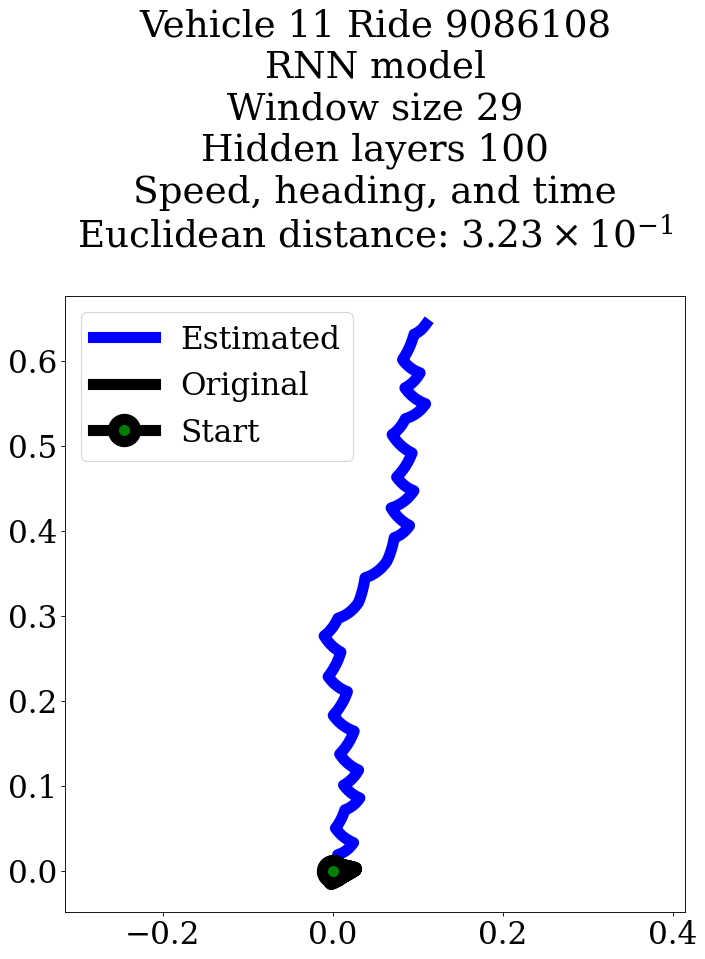 Vehicle 11 Ride 9086108
RNN model
Window size 29
Hidden layers 100
Speed, heading, and time
Euclidean distance: 3.23 × 10⁻¹
Estimated
Original
Start
0.6
0.5
0.4
0.3
0.2
0.1
0.0
−0.2 0.0 0.2 0.4